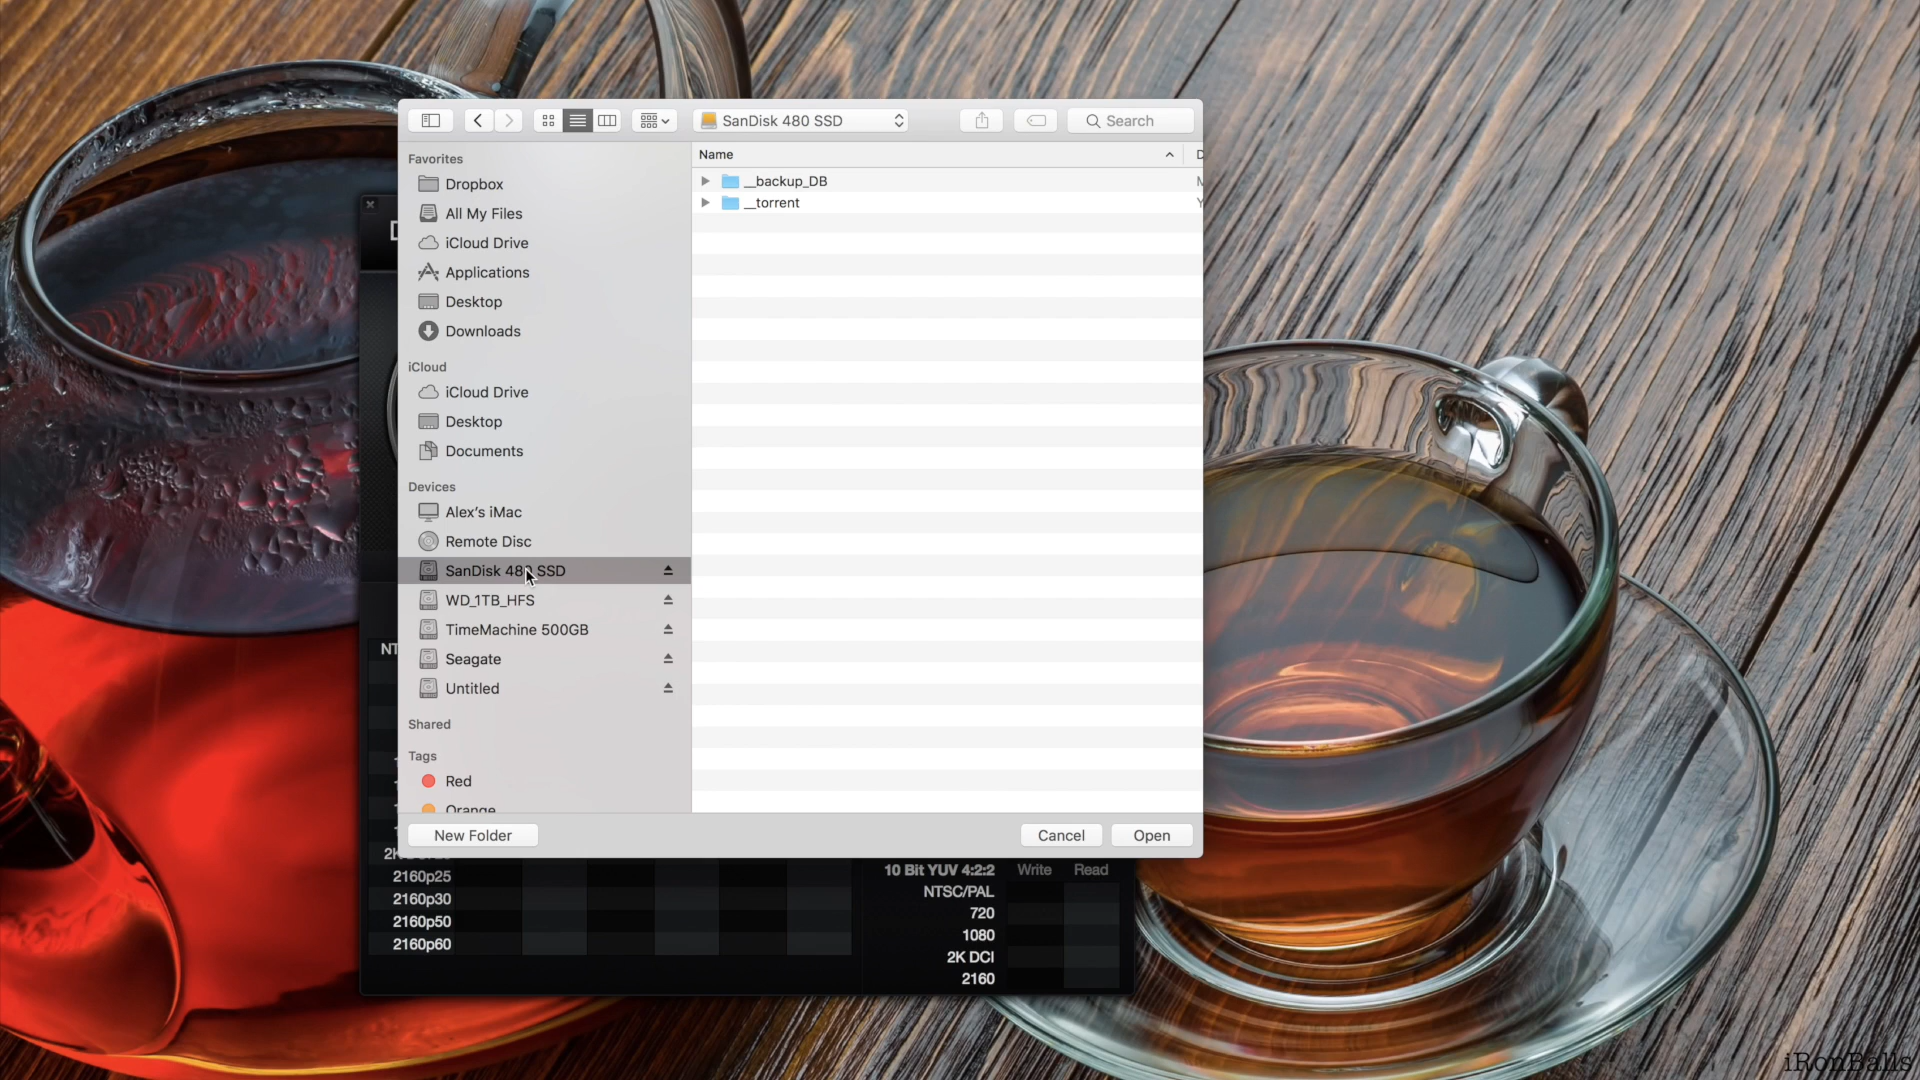 SanDisk 480 SSD
Search
Favorites
Dropbox
All My Files
iCloud Drive
Applications
Desktop
Downloads
iCloud
iCloud Drive
Desktop
Documents
Devices
Alex's iMac
Remote Disc
SanDisk 480 SSD
WD_1TB_HFS
TimeMachine 500GB
Seagate
Untitled
Shared
Tags
Red
Orange
Name
__backup_DB
__torrent
New Folder
Cancel
Open
2160p25
2160p30
2160p50
2160p60
10 Bit YUV 4:2:2 Write Read
NTSC/PAL
720
1080
2K DCI
2160
iRonBalls